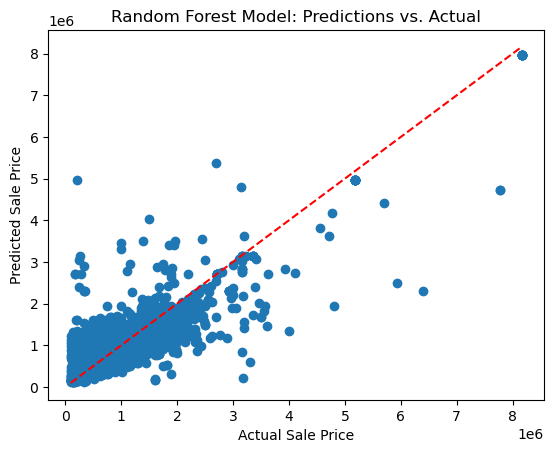 Random Forest Model: Predictions vs. Actual
1e6
8
7
6
5
4
3
2
1
0
Predicted Sale Price
0 1 2 3 4 5 6 7 8
1e6
Actual Sale Price